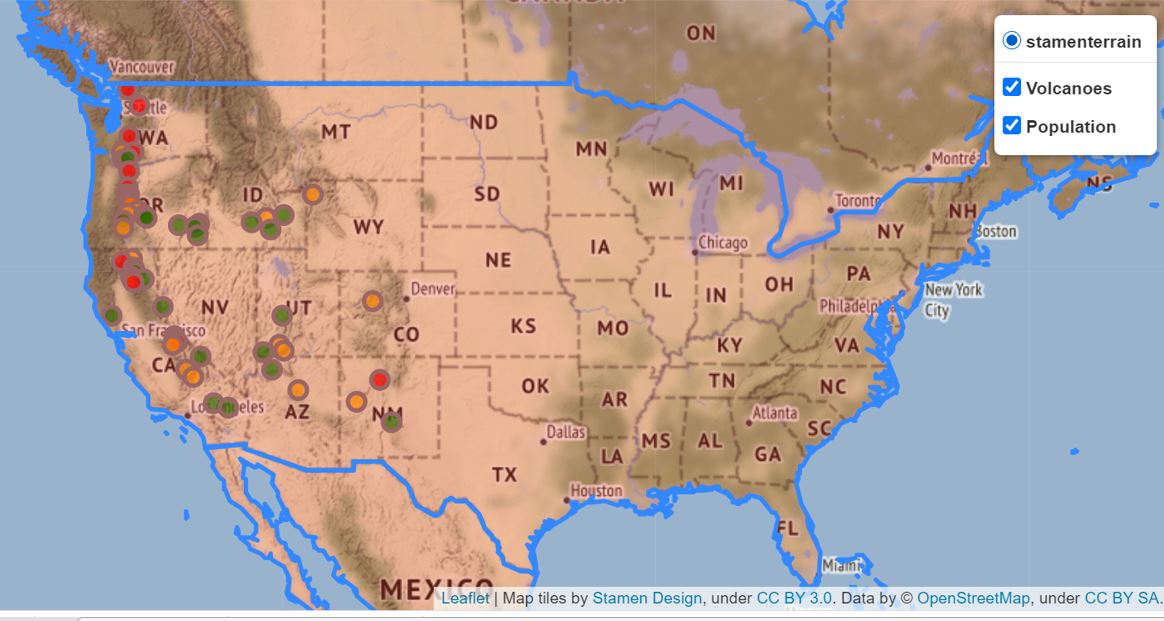 CANADA
ON
stamenterrain
Volcanoes
Population
Vancouver
Seattle
WA
MT
ND
MN
Montréal
NS
OR
ID
SD
WI
MI
Toronto
NH
WY
NY
Boston
IA
Chicago
NE
PA
OH
IL
IN
Denver
NV
UT
New York
City
Philadelphia
San Francisco
CO
KS
MO
KY
VA
CA
OK
TN
NC
AR
Los Angeles
AZ
NM
Atlanta
SC
Dallas
MS
AL
GA
LA
TX
Houston
FL
Miami
MEXICO
Leaflet | Map tiles by Stamen Design, under CC BY 3.0. Data by © OpenStreetMap, under CC BY SA.